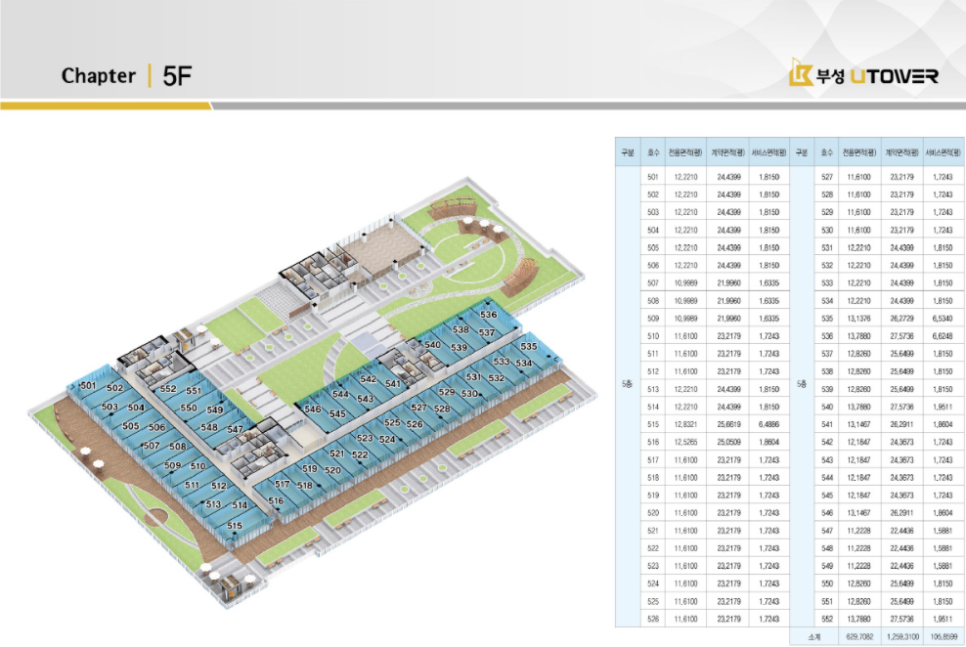 Chapter | 5F
부성 UTOWER
구분 호수 전용면적(평) 계약면적(평) 서비스면적(평) 구분 호수 전용면적(평) 계약면적(평) 서비스면적(평)
501 12.2210 24.4399 1.8150 527 11.6100 23.2179 1.7243
502 12.2210 24.4399 1.8150 528 11.6100 23.2179 1.7243
503 12.2210 24.4399 1.8150 529 11.6100 23.2179 1.7243
504 12.2210 24.4399 1.8150 530 11.6100 23.2179 1.7243
505 12.2210 24.4399 1.8150 531 12.2210 24.4399 1.8150
506 12.2210 24.4399 1.8150 532 12.2210 24.4399 1.8150
507 10.9989 21.9960 1.6335 533 12.2210 24.4399 1.8150
508 10.9989 21.9960 1.6335 534 12.2210 24.4399 1.8150
509 10.9989 21.9960 1.6335 535 13.1376 26.2729 6.5340
510 11.6100 23.2179 1.7243 536 13.7880 27.5736 6.6248
511 11.6100 23.2179 1.7243 537 12.8260 25.6499 1.8150
512 11.6100 23.2179 1.7243 538 12.8260 25.6499 1.8150
5층 513 12.2210 24.4399 1.8150 5층 539 12.8260 25.6499 1.8150
514 12.2210 24.4399 1.8150 540 13.7880 27.5736 1.9511
515 12.8321 25.6619 6.4886 541 13.1467 26.2911 1.8604
516 12.5265 25.0509 1.8604 542 12.1847 24.3673 1.7243
517 11.6100 23.2179 1.7243 543 12.1847 24.3673 1.7243
518 11.6100 23.2179 1.7243 544 12.1847 24.3673 1.7243
519 11.6100 23.2179 1.7243 545 12.1847 24.3673 1.7243
520 11.6100 23.2179 1.7243 546 13.1467 26.2911 1.8604
521 11.6100 23.2179 1.7243 547 11.2228 22.4436 1.5881
522 11.6100 23.2179 1.7243 548 11.2228 22.4436 1.5881
523 11.6100 23.2179 1.7243 549 11.2228 22.4436 1.5881
524 11.6100 23.2179 1.7243 550 12.8260 25.6499 1.8150
525 11.6100 23.2179 1.7243 551 12.8260 25.6499 1.8150
526 11.6100 23.2179 1.7243 552 13.7880 27.5736 1.9511
소계 629.7082 1,259.3100 106.8599
536
538 537
540 539 535
533 534
531 532
542 541 529 530
544 543 527 528
546 545 525 526
523 524
521 522
519 520
517 518
516
501 502 552 551
503 504 550 549
505 506 548 547
507 508
509 510
511 512
513 514
515